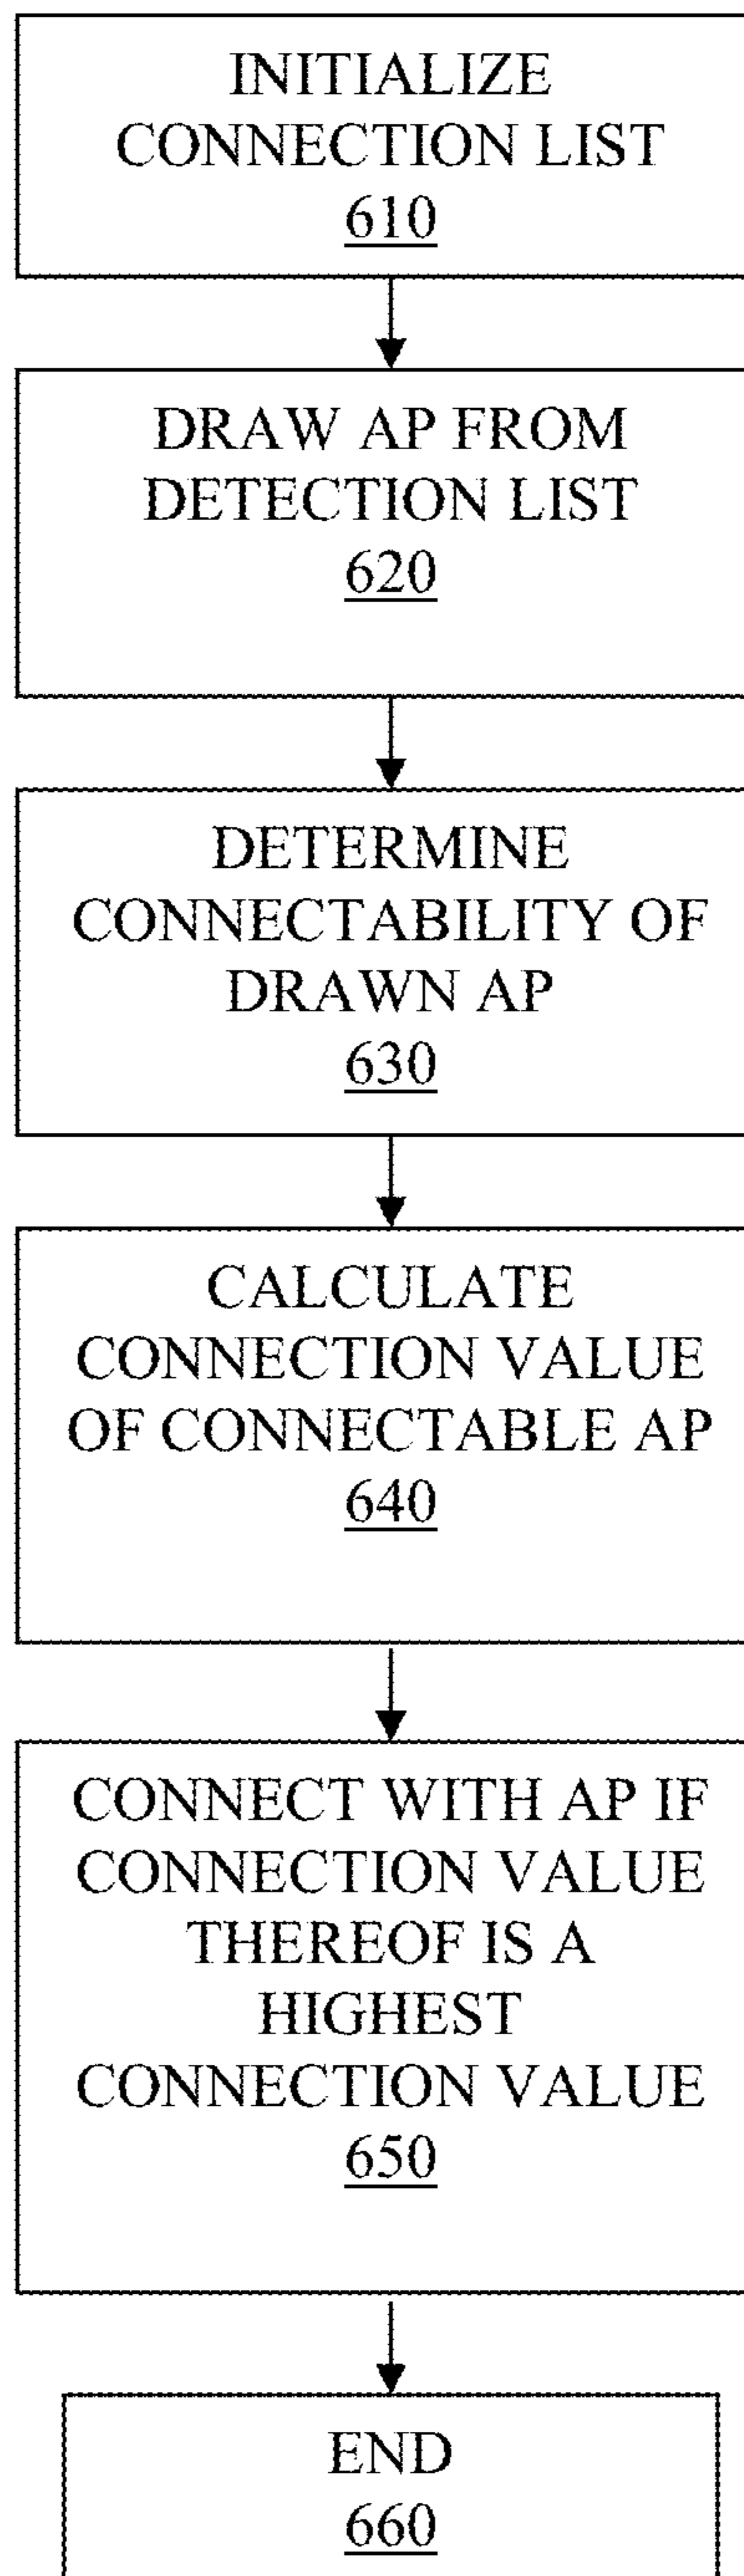 INITIALIZE
CONNECTION LIST
610
DRAW AP FROM
DETECTION LIST
620
DETERMINE
CONNECTABILITY OF
DRAWN AP
630
CALCULATE
CONNECTION VALUE
OF CONNECTABLE AP
640
CONNECT WITH AP IF
CONNECTION VALUE
THEREOF IS A
HIGHEST
CONNECTION VALUE
650
END
660